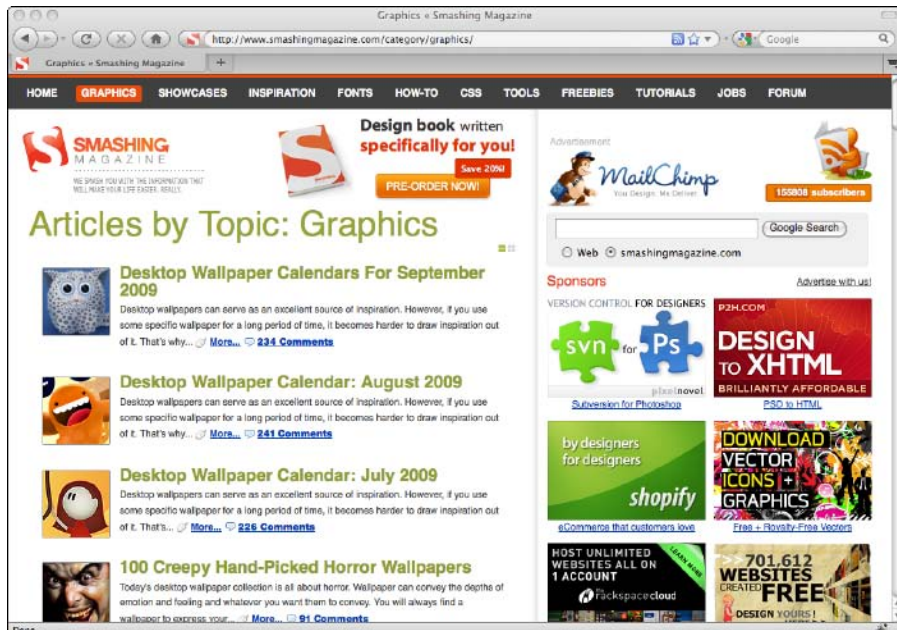 Graphics « Smashing Magazine
http://www.smashingmagazine.com/category/graphics/
Google
Graphics « Smashing Magazine
HOME GRAPHICS SHOWCASES INSPIRATION FONTS HOW-TO CSS TOOLS FREEBIES TUTORIALS JOBS FORUM
SMASHING
MAGAZINE
WE SMASH YOU WITH THE INFORMATION THAT
WILL MAKE YOUR LIFE EASIER. REALLY.
Design book written
specifically for you!
Save 20%!
PRE-ORDER NOW!
Articles by Topic: Graphics
Desktop Wallpaper Calendars For September
2009
Desktop wallpapers can serve as an excellent source of inspiration. However, if you use
some specific wallpaper for a long period of time, it becomes harder to draw inspiration out
of it. That's why... More... 234 Comments
Desktop Wallpaper Calendar: August 2009
Desktop wallpapers can serve as an excellent source of inspiration. However, if you use
some specific wallpaper for a long period of time, it becomes harder to draw inspiration out
of it. That's why... More... 241 Comments
Desktop Wallpaper Calendar: July 2009
Desktop wallpapers can serve as an excellent source of inspiration. However, if you use
some specific wallpaper for a long period of time, it becomes harder to draw inspiration out
of it. That's... More... 226 Comments
100 Creepy Hand-Picked Horror Wallpapers
Today's desktop wallpaper collection is all about horror. Wallpaper can convey the depths of
emotion and feeling and whatever you want them to convey. You will always find a
wallpaper to express your... More... 91 Comments
Advertisement
MailChimp
You Design. We Deliver.
155808 subscribers
Google Search
Web smashingmagazine.com
Sponsors
Advertise with us!
VERSION CONTROL FOR DESIGNERS
svn for Ps
pixelnovel
Subversion for Photoshop
P2H.COM
DESIGN
TO XHTML
BRILLIANTLY AFFORDABLE
PSD to HTML
by designers
for designers
shopify
eCommerce that customers love
DOWNLOAD
VECTOR
ICONS +
GRAPHICS
Free + Royalty-Free Vectors
HOST UNLIMITED
WEBSITES ALL ON
1 ACCOUNT
LEARN MORE
rackspacecloud
>>701,612
WEBSITES
CREATED FREE
DESIGN YOURS!
Done